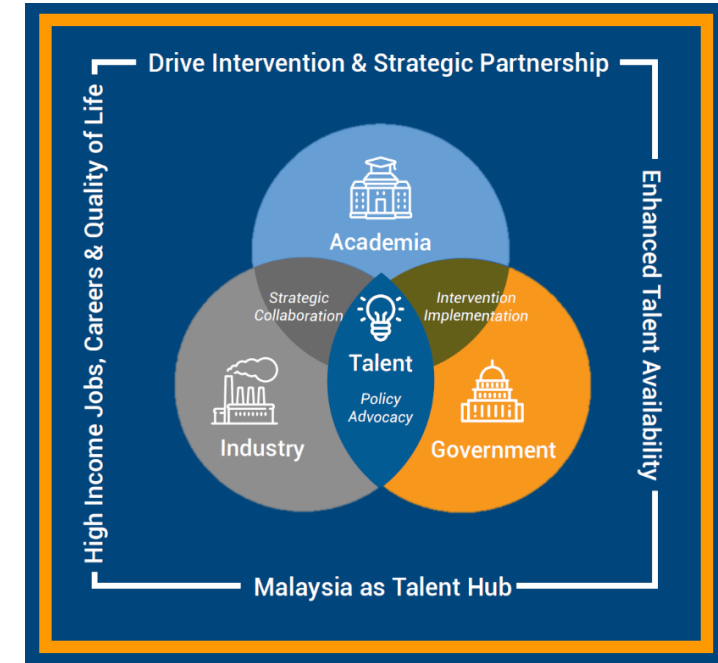 Drive Intervention & Strategic Partnership
High Income Jobs, Careers & Quality of Life
Enhanced Talent Availability
Academia
Strategic
Collaboration
Intervention
Implementation
Talent
Policy
Advocacy
Industry
Government
Malaysia as Talent Hub